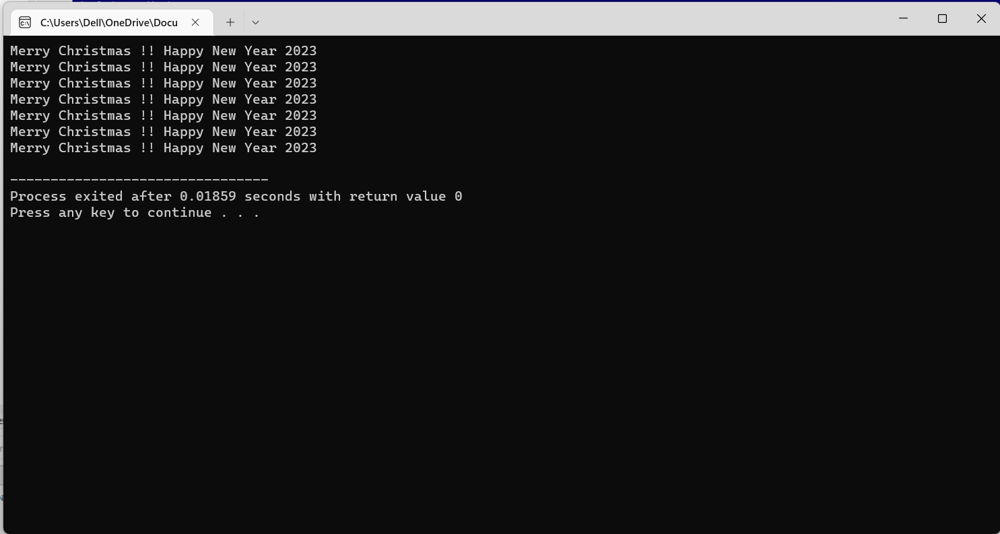 C:\Users\Dell\OneDrive\Docu
Merry Christmas !! Happy New Year 2023
Merry Christmas !! Happy New Year 2023
Merry Christmas !! Happy New Year 2023
Merry Christmas !! Happy New Year 2023
Merry Christmas !! Happy New Year 2023
Merry Christmas !! Happy New Year 2023
Merry Christmas !! Happy New Year 2023
--------------------------------
Process exited after 0.01859 seconds with return value 0
Press any key to continue . . .